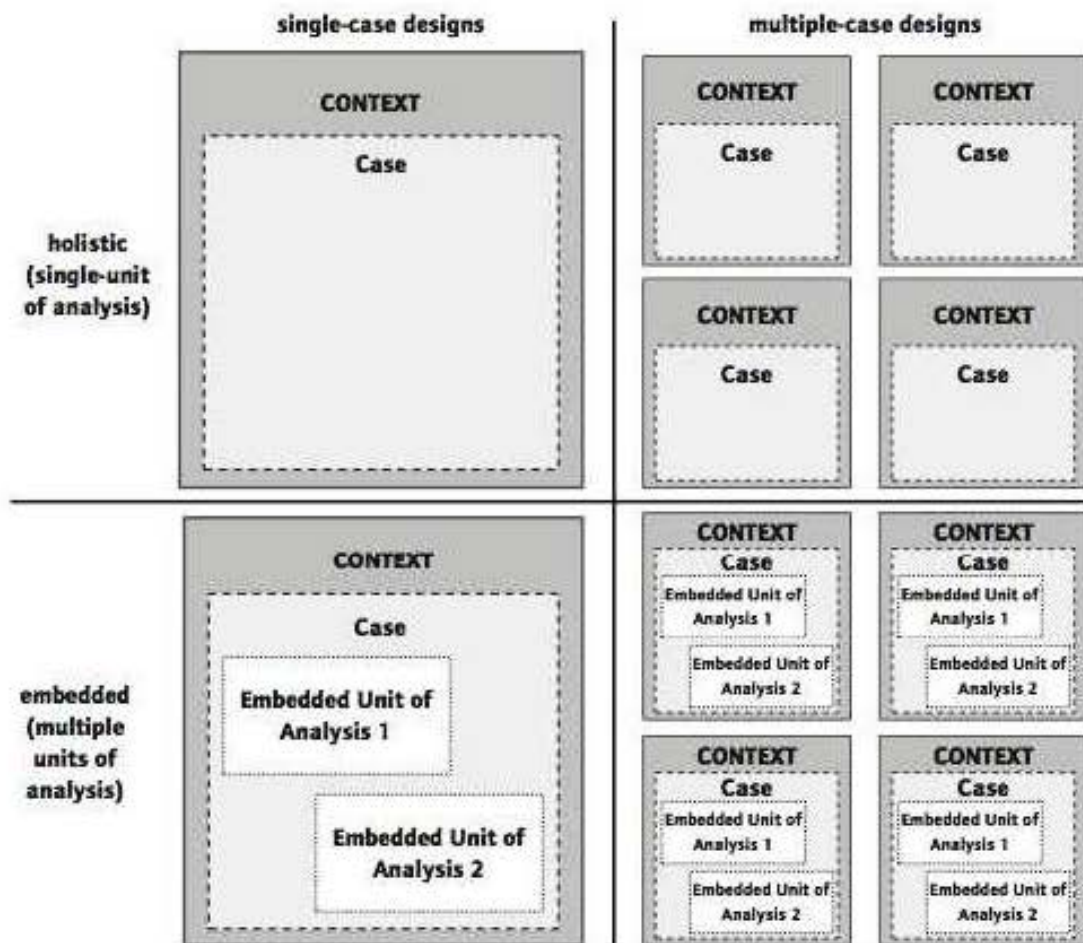 single-case designs
multiple-case designs
holistic
(single-unit
of analysis)
CONTEXT
Case
CONTEXT
Case
CONTEXT
Case
CONTEXT
Case
CONTEXT
Case
embedded
(multiple
units of
analysis)
CONTEXT
Case
Embedded Unit of
Analysis 1
Embedded Unit of
Analysis 2
CONTEXT
Case
Embedded Unit of
Analysis 1
Embedded Unit of
Analysis 2
CONTEXT
Case
Embedded Unit of
Analysis 1
Embedded Unit of
Analysis 2
CONTEXT
Case
Embedded Unit of
Analysis 1
Embedded Unit of
Analysis 2
CONTEXT
Case
Embedded Unit of
Analysis 1
Embedded Unit of
Analysis 2